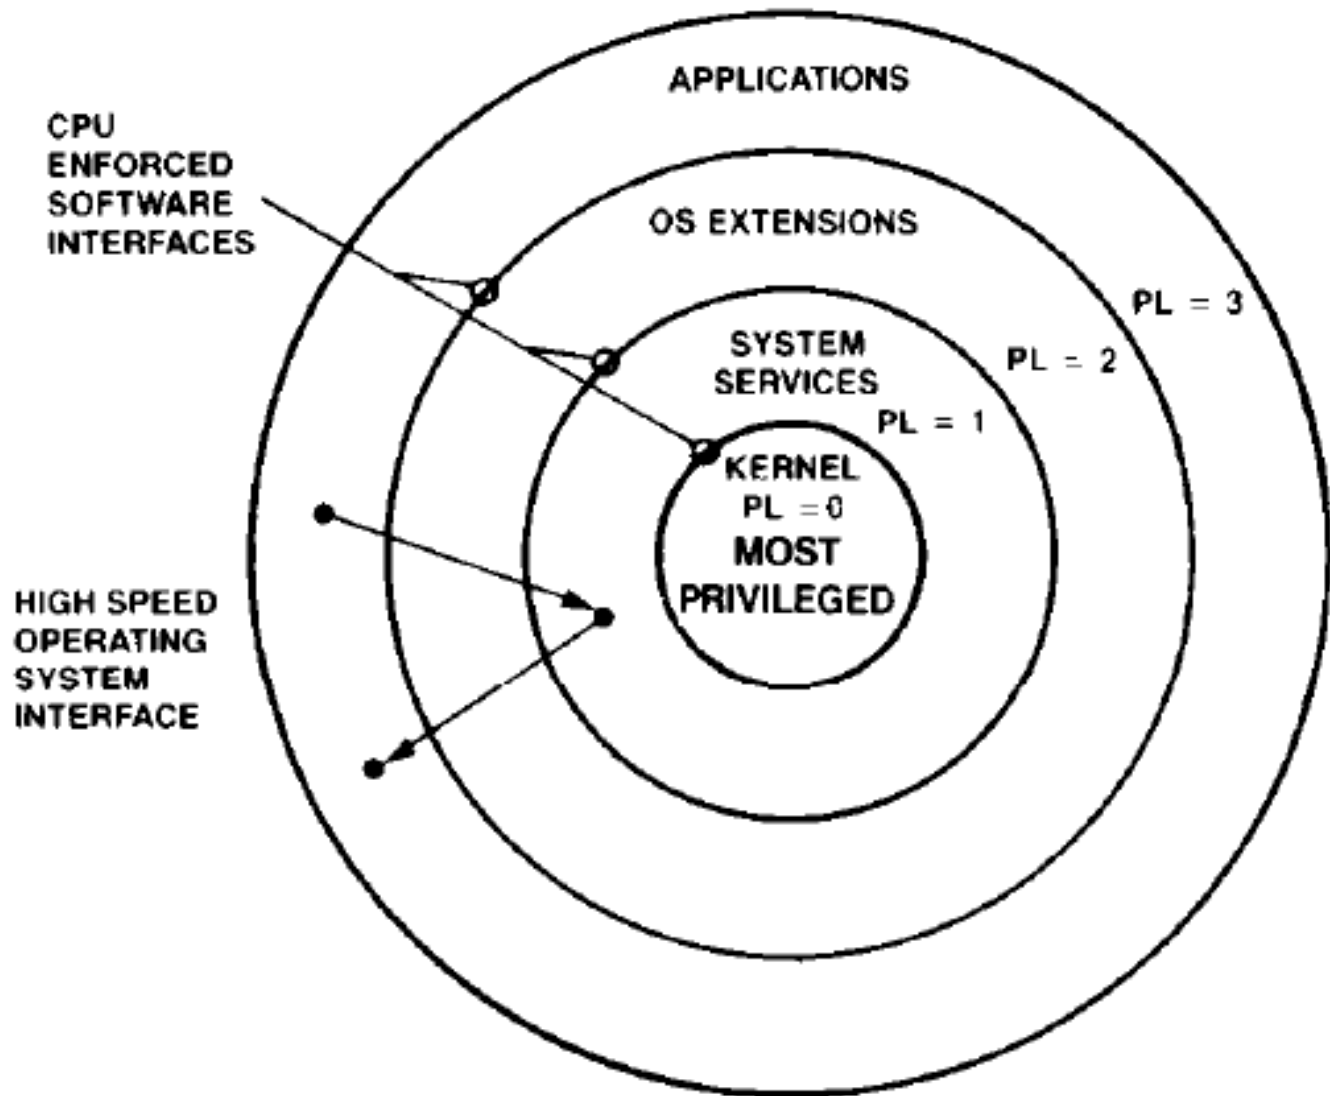 APPLICATIONS
CPU
ENFORCED
SOFTWARE
INTERFACES
OS EXTENSIONS
PL = 3
SYSTEM
SERVICES
PL = 2
PL = 1
KERNEL
PL = 0
MOST
PRIVILEGED
HIGH SPEED
OPERATING
SYSTEM
INTERFACE